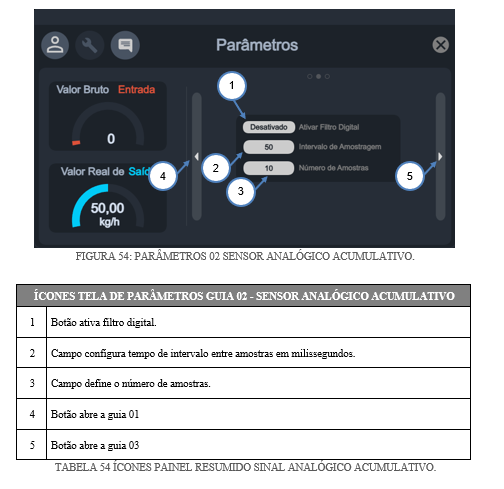 Parâmetros
Valor Bruto Entrada
0
Valor Real de Saíd
50,00
kg/h
1
Desativado Ativar Filtro Digital
50 Intervalo de Amostragem
10 Número de Amostras
2
3
4
5
FIGURA 54: PARÂMETROS 02 SENSOR ANALÓGICO ACUMULATIVO.
ÍCONES TELA DE PARÂMETROS GUIA 02 - SENSOR ANALÓGICO ACUMULATIVO
1 Botão ativa filtro digital.
2 Campo configura tempo de intervalo entre amostras em milissegundos.
3 Campo define o número de amostras.
4 Botão abre a guia 01
5 Botão abre a guia 03
TABELA 54 ÍCONES PAINEL RESUMIDO SINAL ANALÓGICO ACUMULATIVO.